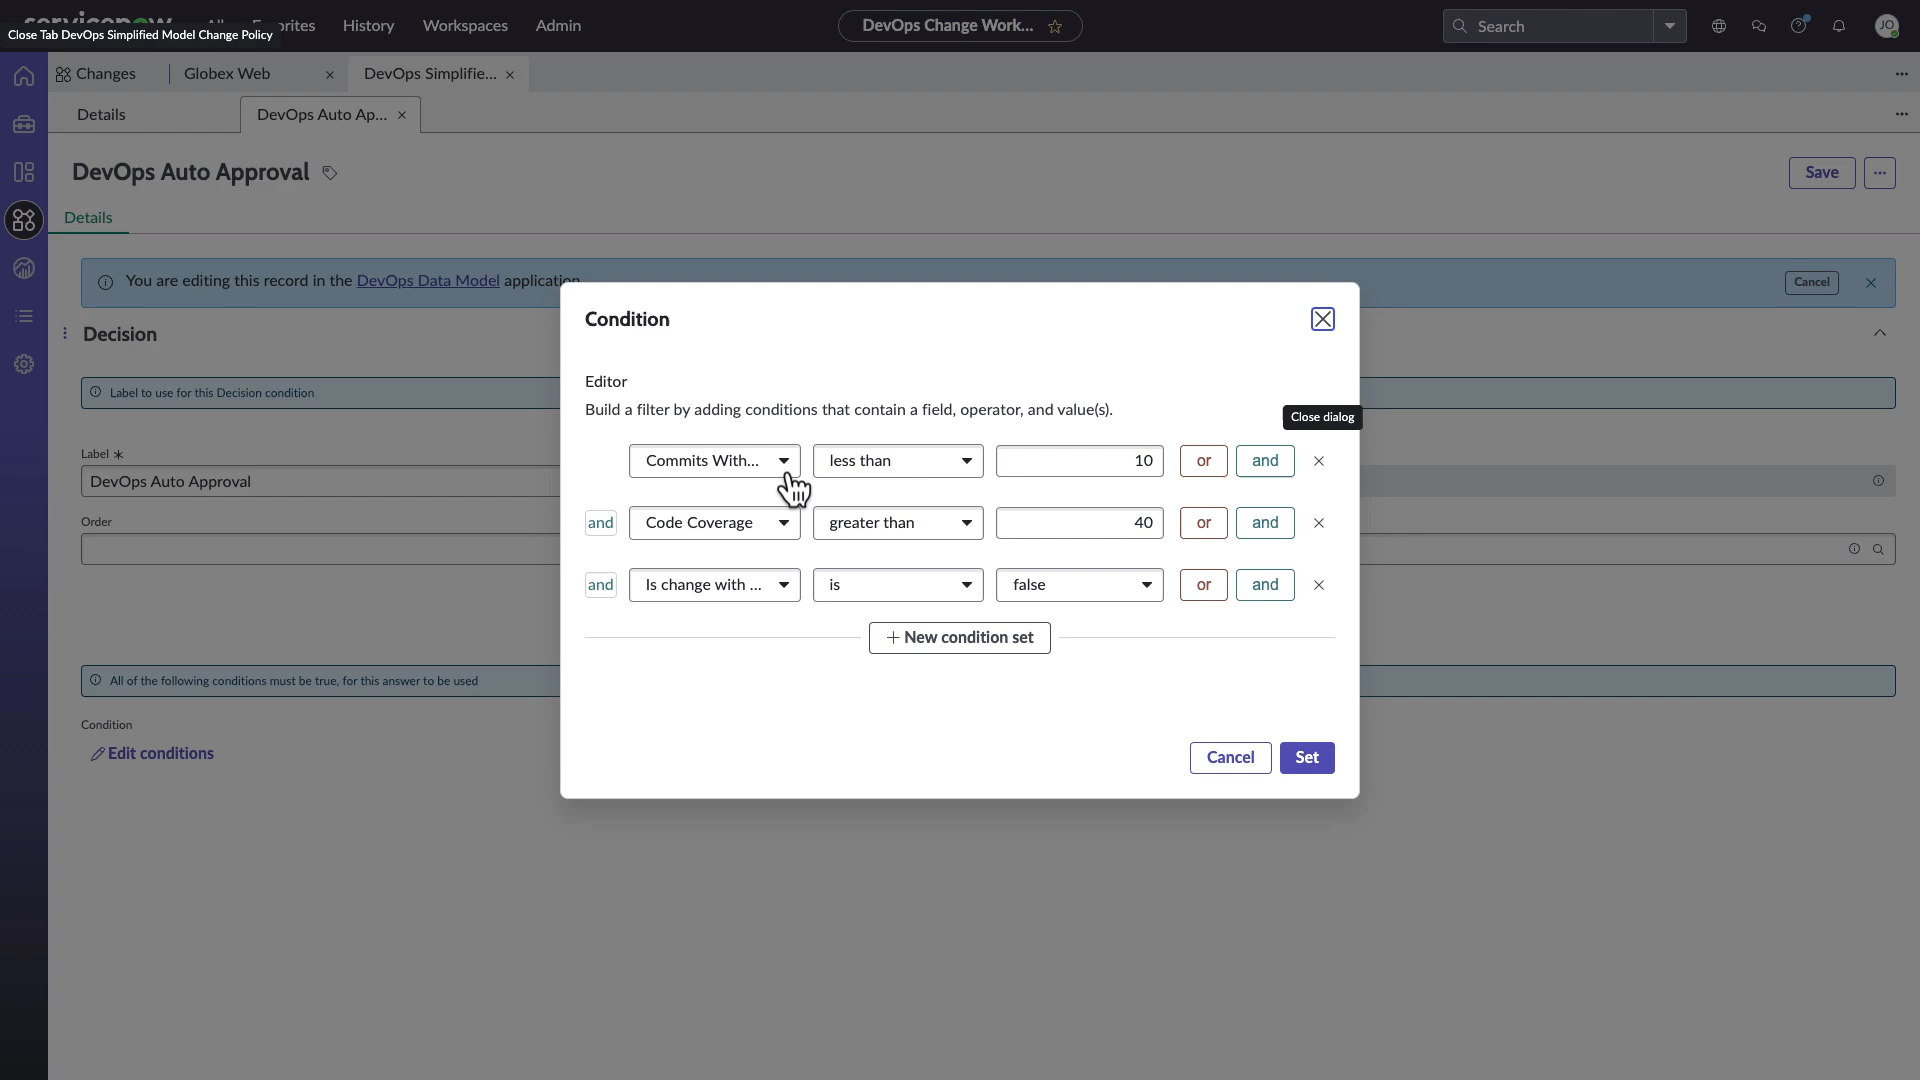 servicenow All Favorites History Workspaces Admin DevOps Change Work... Search JO
Close Tab DevOps Simplified Model Change Policy
Changes Globex Web DevOps Simplifie...
Details DevOps Auto Ap...
DevOps Auto Approval Save
Details
You are editing this record in the DevOps Data Model application Cancel
Decision
Label to use for this Decision condition
Label
DevOps Auto Approval
Order
All of the following conditions must be true, for this answer to be used
Condition
Edit conditions
Condition
Editor
Build a filter by adding conditions that contain a field, operator, and value(s).
Close dialog
Commits With... less than 10 or and
and Code Coverage greater than 40 or and
and Is change with ... is false or and
+ New condition set
Cancel Set